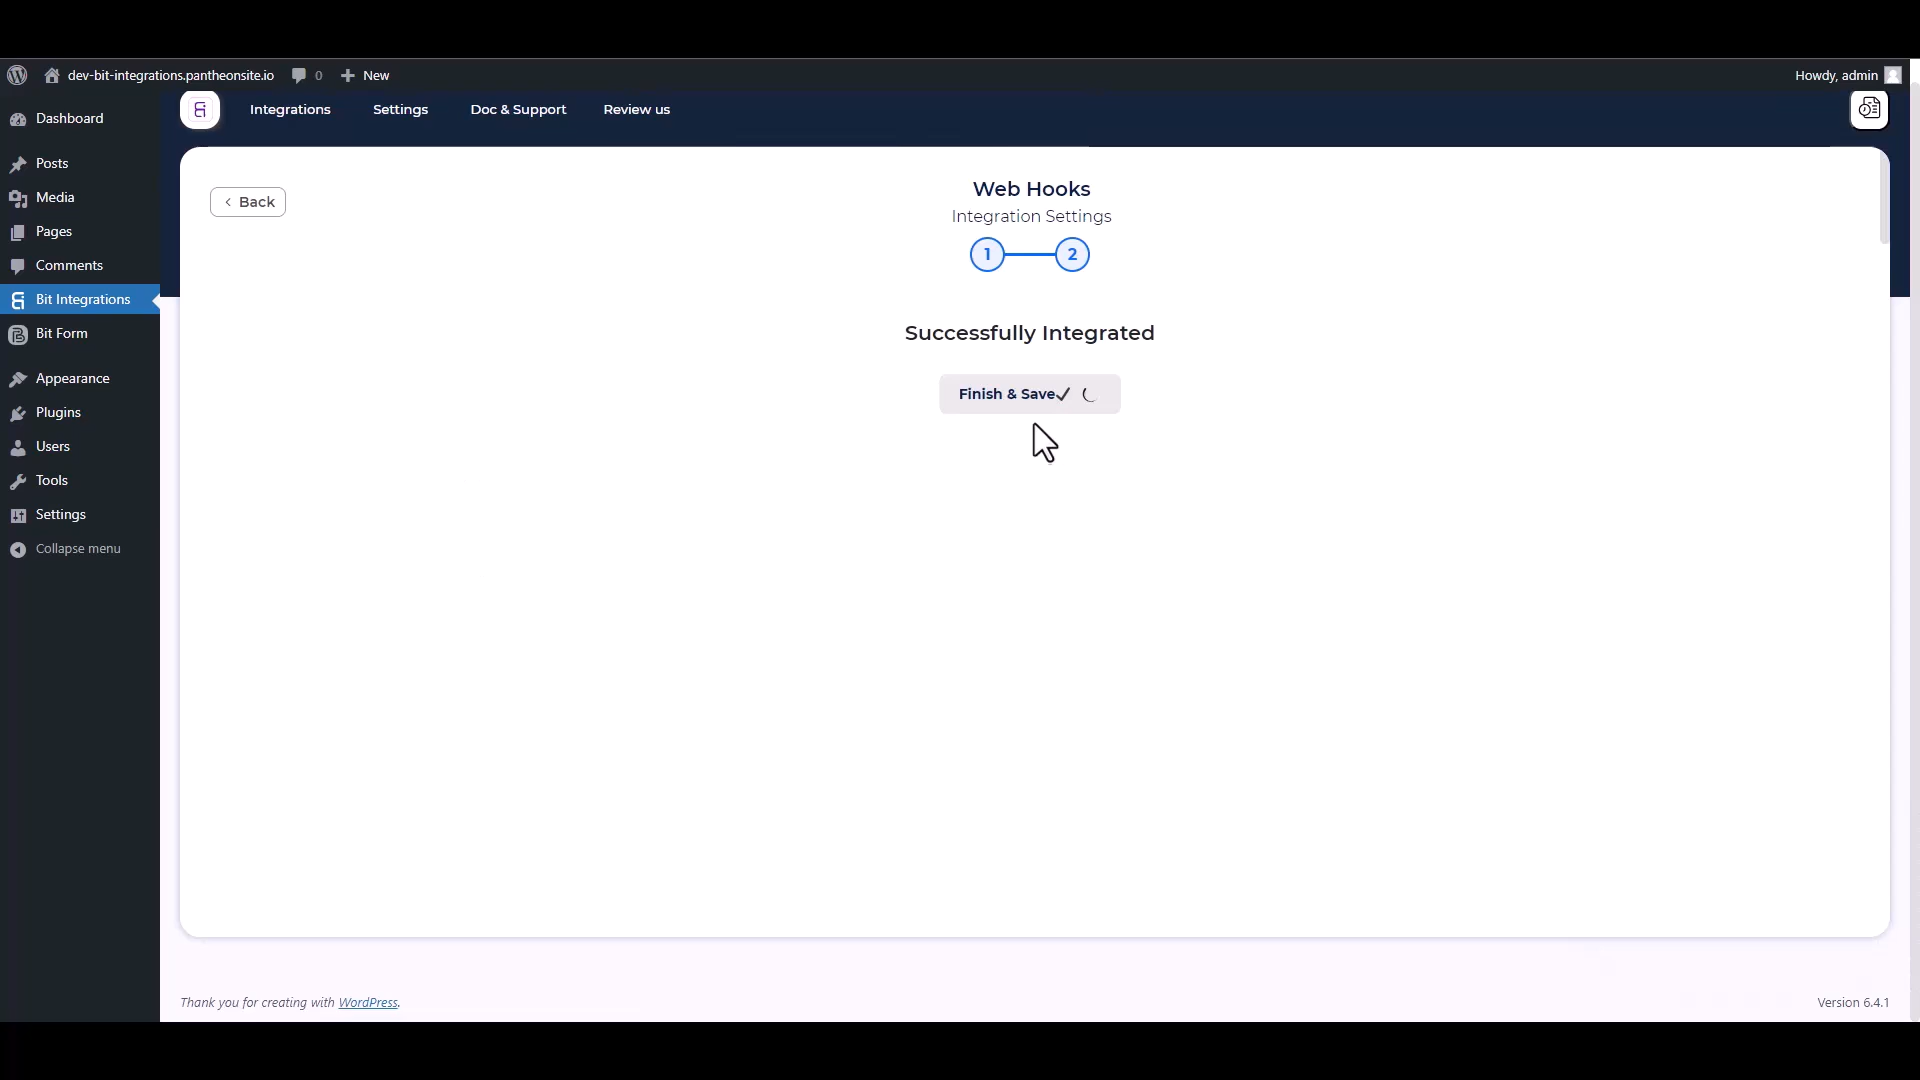 dev-bit-integrations.pantheonsite.io 0 New Howdy, admin
Integrations Settings Doc & Support Review us
Dashboard
Posts
Media
Pages
Comments
Bit Integrations
Bit Form
Appearance
Plugins
Users
Tools
Settings
Collapse menu
Back
Web Hooks
Integration Settings
1 2
Successfully Integrated
Finish & Save
Thank you for creating with WordPress.
Version 6.4.1